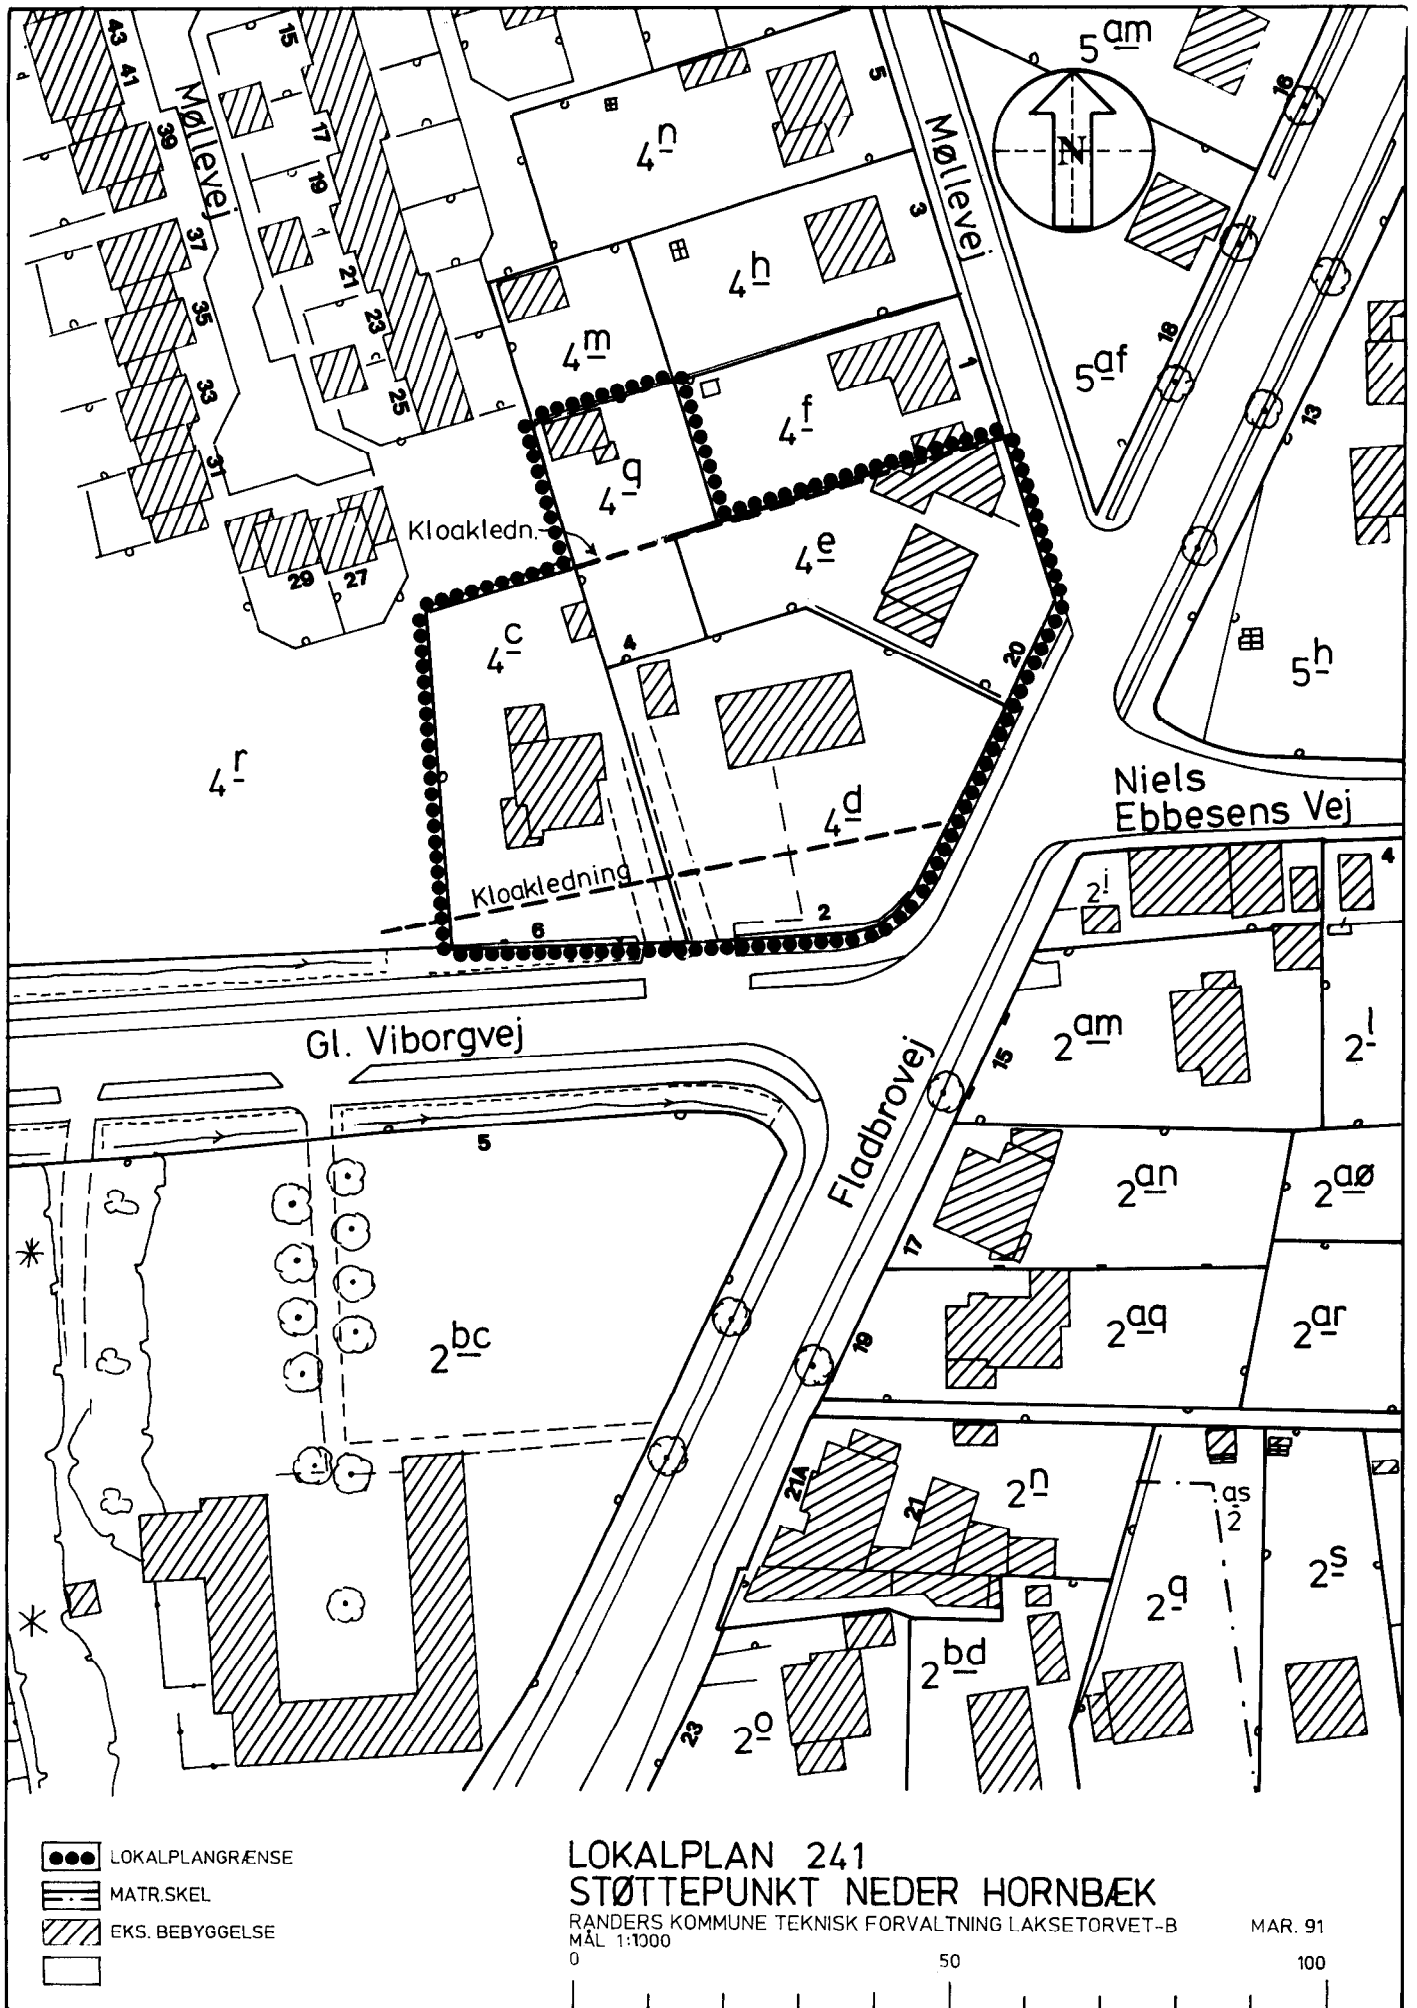 43
41
39
37
35
33
31
29
27
Møllevej
15
17
19
21
23
25
4n
5
Møllevej
3
4h
1
4m
4f
4q
Kloakledn.
4e
4c
4
20
4r
4d
Kloakledning
6
2
5am
N
16
18
5af
13
5h
Niels
Ebbesens Vej
4
2i
Gl. Viborgvej
2am
2l
15
Fladbrovej
5
2an
2aø
17
2bc
2aq
2ar
19
21A
21
2n
as
2
2q
2s
2bd
2o
23
LOKALPLANGRÆNSE
MATR.SKEL
EKS. BEBYGGELSE
LOKALPLAN 241
STØTTEPUNKT NEDER HORNBÆK
RANDERS KOMMUNE TEKNISK FORVALTNING LAKSETORVET-B MAR. 91
MÅL 1:1000
0 50 100